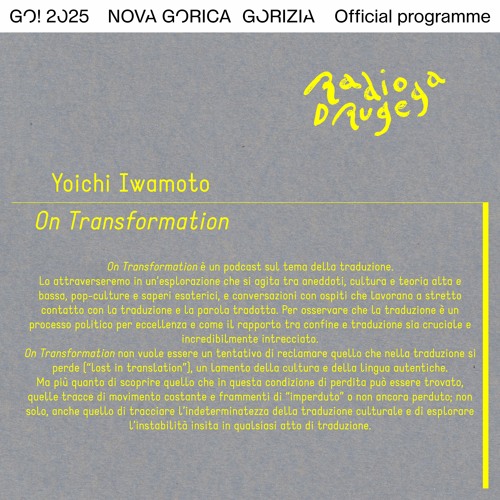 GO! 2025 NOVA GORICA GORIZIA Official programme
Radio
DRugega
Yoichi Iwamoto
On Transformation
On Transformation è un podcast sul tema della traduzione.
Lo attraverseremo in un'esplorazione che si agita tra aneddoti, cultura e teoria alta e
bassa, pop-culture e saperi esoterici, e conversazioni con ospiti che lavorano a stretto
contatto con la traduzione e la parola tradotta. Per osservare che la traduzione è un
processo politico per eccellenza e come il rapporto tra confine e traduzione sia cruciale e
incredibilmente intrecciato.
On Transformation non vuole essere un tentativo di reclamare quello che nella traduzione si
perde ("lost in translation"), un lamento della cultura e della lingua autentiche.
Ma più quanto di scoprire quello che in questa condizione di perdita può essere trovato,
quelle tracce di movimento costante e frammenti di "imperduto" o non ancora perduto; non
solo, anche quello di tracciare l'indeterminatezza della traduzione culturale e di esplorare
l'instabilità insita in qualsiasi atto di traduzione.